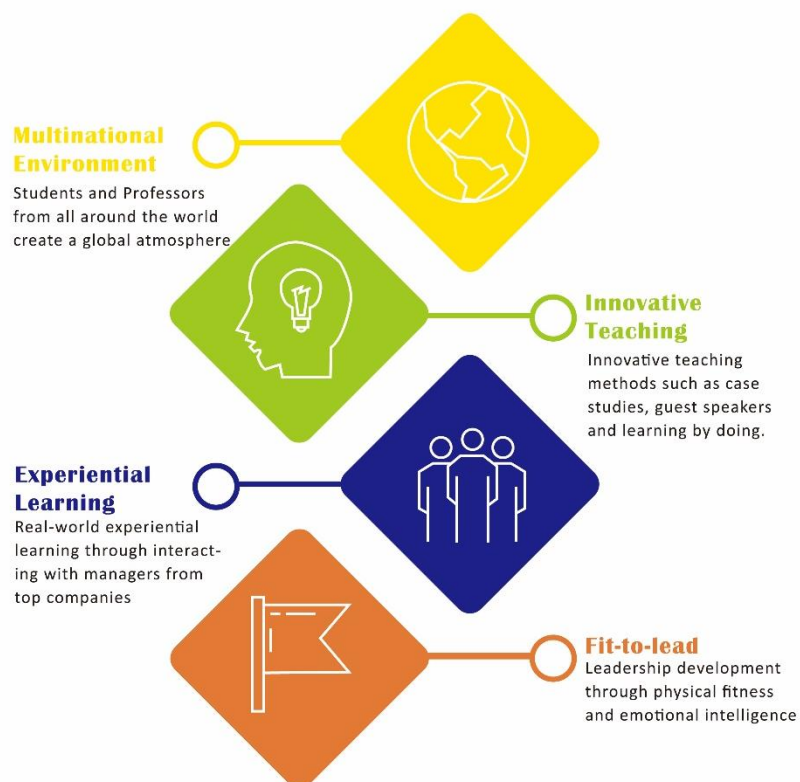 Multinational
Environment
Students and Professors
from all around the world
create a global atmosphere
Innovative
Teaching
Innovative teaching
methods such as case
studies, guest speakers
and learning by doing.
Experiential
Learning
Real-world experiential
learning through interact-
ing with managers from
top companies
Fit-to-lead
Leadership development
through physical fitness
and emotional intelligence